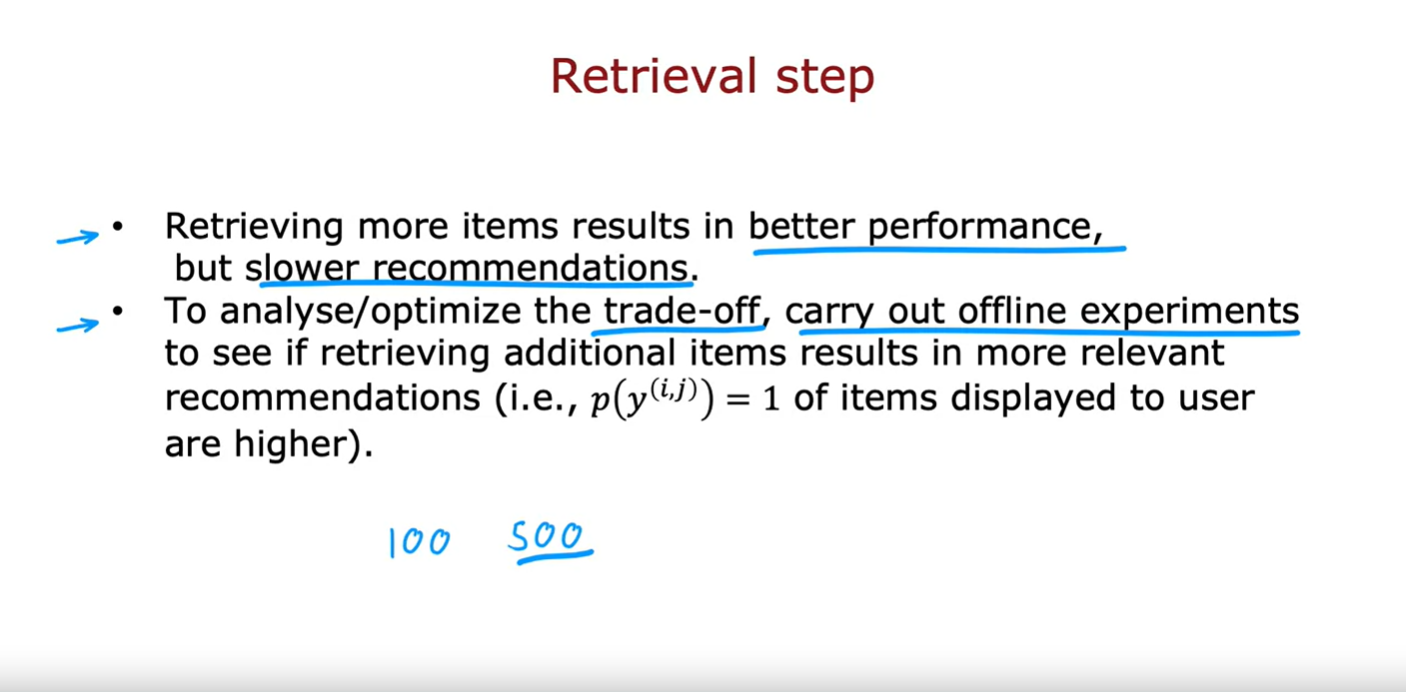 Retrieval step
• Retrieving more items results in better performance,
but slower recommendations.
• To analyse/optimize the trade-off, carry out offline experiments
to see if retrieving additional items results in more relevant
recommendations (i.e., p(y^(i,j)) = 1 of items displayed to user
are higher).
100 500